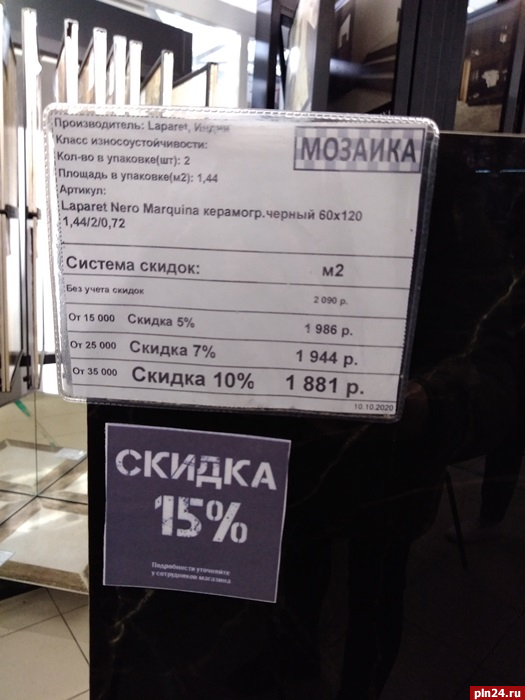 Производитель: Laparet, Индия
МОЗАИКА
Класс износоустойчивости:
Кол-во в упаковке(шт): 2
Площадь в упаковке(м2): 1,44
Артикул:
Laparet Nero Marquina керамогр.черный 60x120
1,44/2/0,72
Система скидок: м2
Без учета скидок 2 090 р.
От 15 000 Скидка 5% 1 986 р.
От 25 000 Скидка 7% 1 944 р.
От 35 000 Скидка 10% 1 881 р.
10.10.2020
СКИДКА
15%
Подробности уточняйте
у сотрудников магазина
pln24.ru